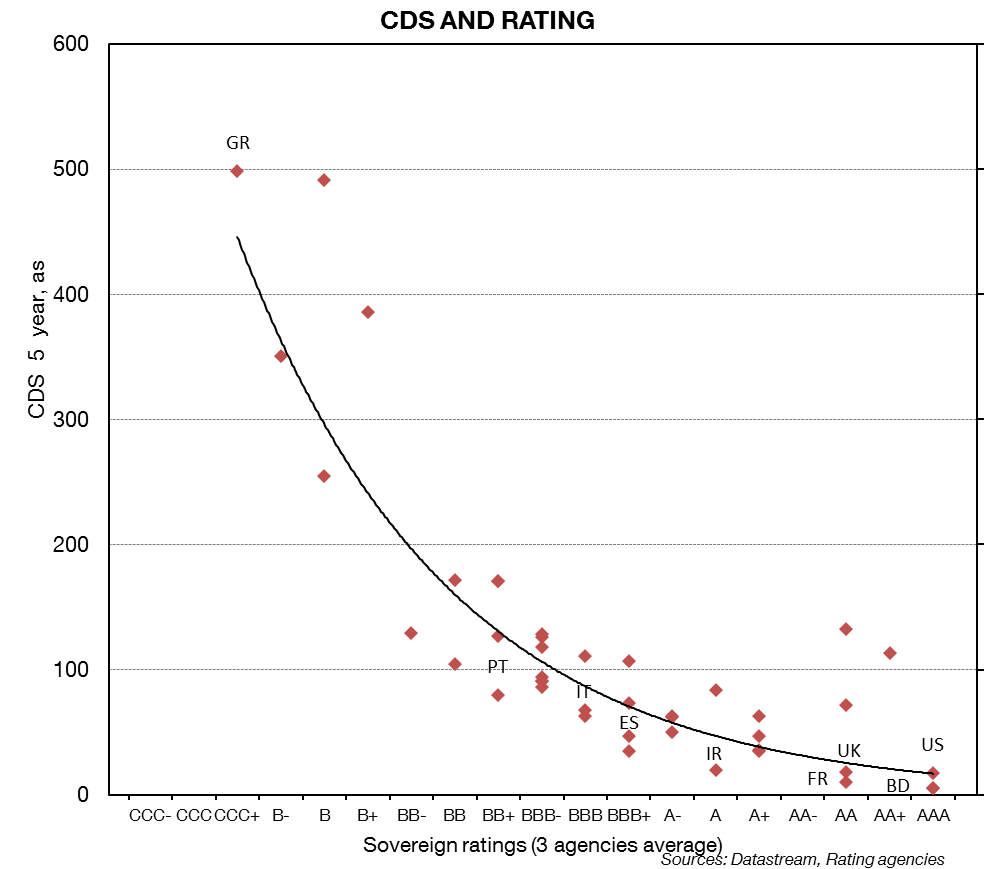 CDS AND RATING
600
500
400
300
200
100
0
CDS 5 year, as
GR
PT
IT
ES
IR
UK
FR
US
BD
CCC- CCC CCC+ B- B B+ BB- BB BB+ BBB- BBB BBB+ A- A A+ AA- AA AA+ AAA
Sovereign ratings (3 agencies average)
Sources: Datastream, Rating agencies